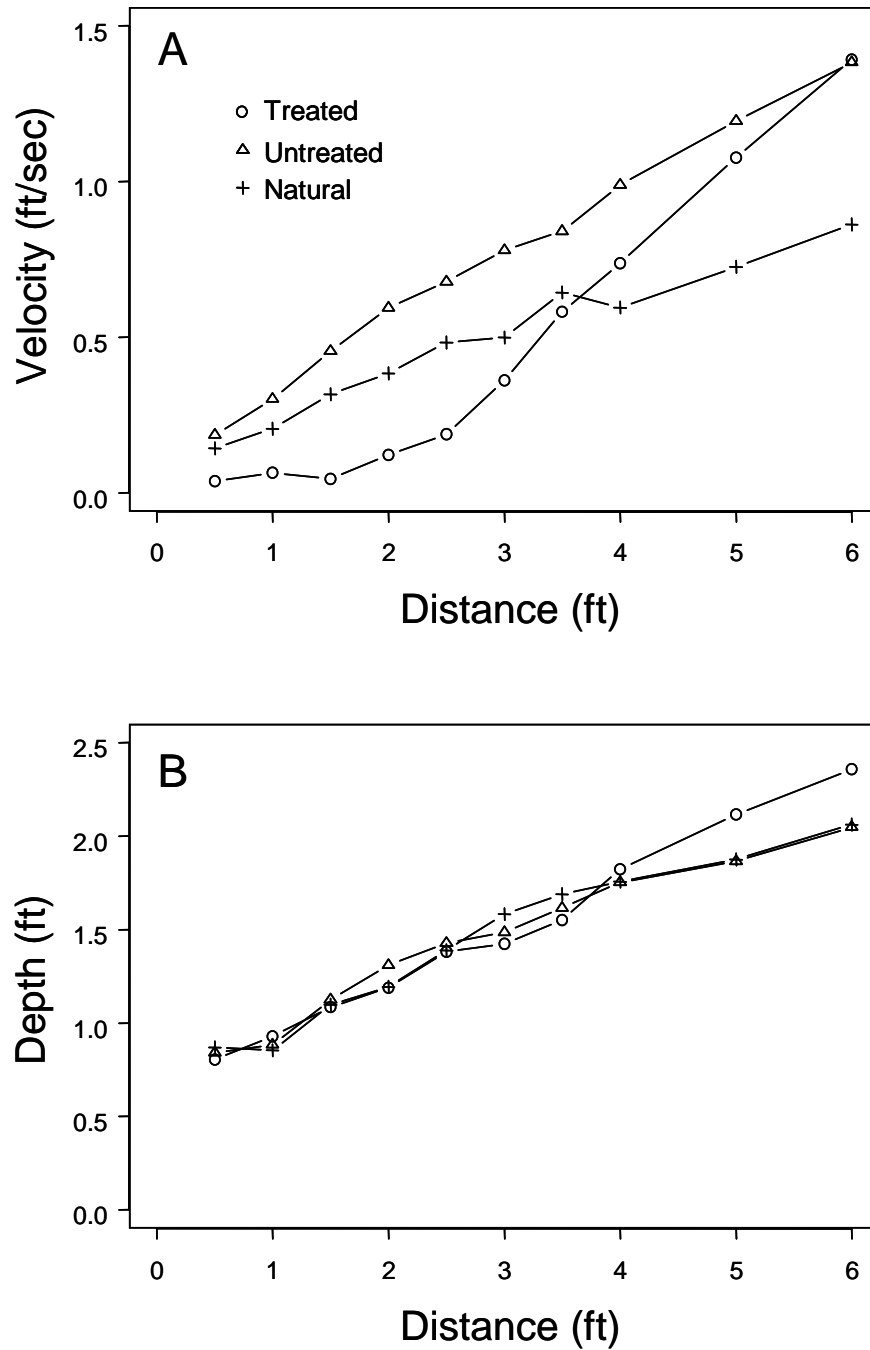 A
Treated
Untreated
Natural
Velocity (ft/sec)
1.5
1.0
0.5
0.0
0 1 2 3 4 5 6
Distance (ft)
B
Depth (ft)
2.5
2.0
1.5
1.0
0.5
0.0
0 1 2 3 4 5 6
Distance (ft)